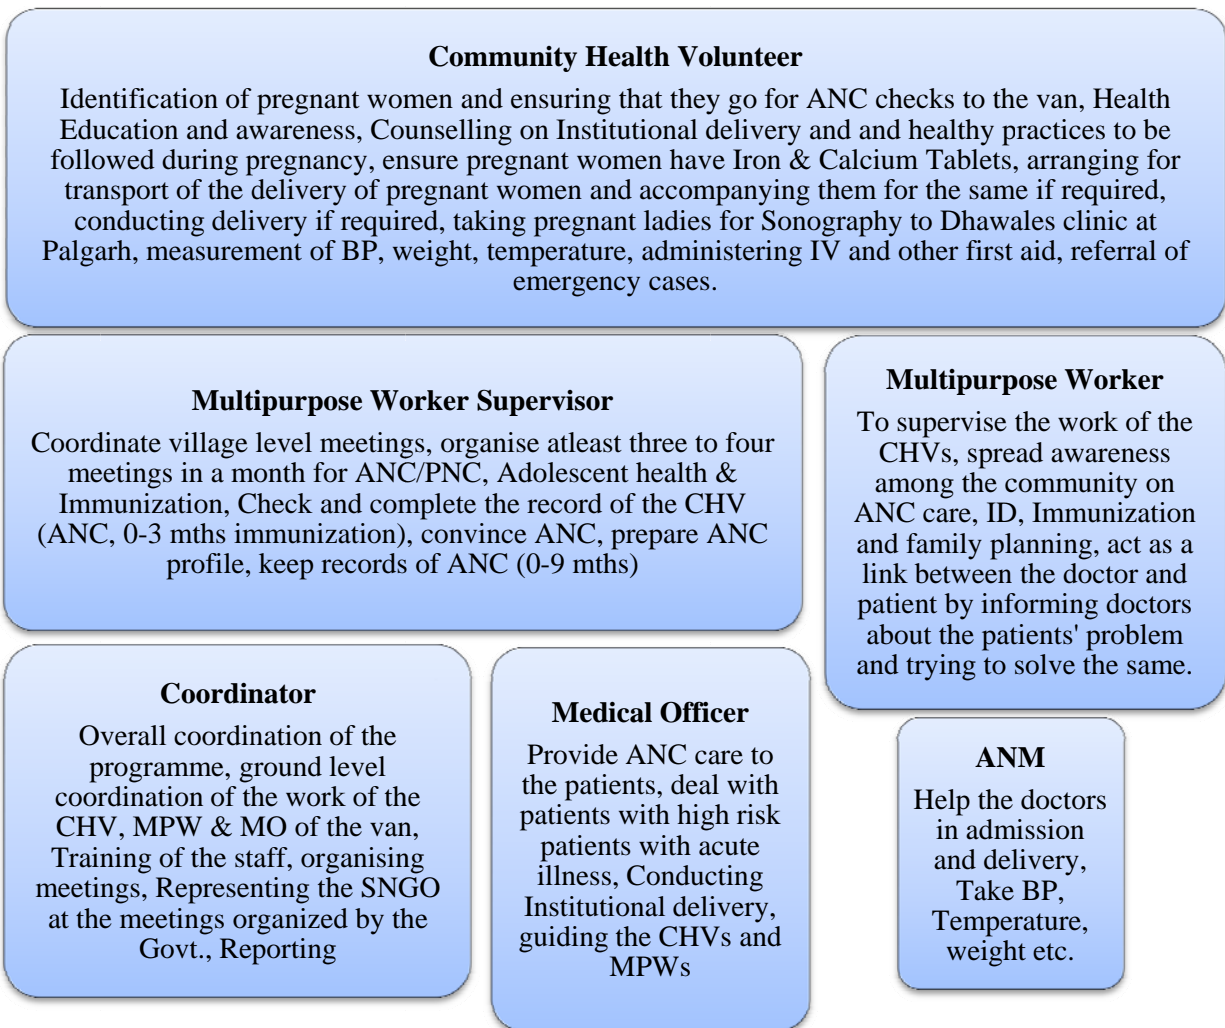 Community Health Volunteer
Identification of pregnant women and ensuring that they go for ANC checks to the van, Health
Education and awareness, Counselling on Institutional delivery and and healthy practices to be
followed during pregnancy, ensure pregnant women have Iron & Calcium Tablets, arranging for
transport of the delivery of pregnant women and accompanying them for the same if required,
conducting delivery if required, taking pregnant ladies for Sonography to Dhawales clinic at
Palgarh, measurement of BP, weight, temperature, administering IV and other first aid, referral of
emergency cases.
Multipurpose Worker Supervisor
Coordinate village level meetings, organise atleast three to four
meetings in a month for ANC/PNC, Adolescent health &
Immunization, Check and complete the record of the CHV
(ANC, 0-3 mths immunization), convince ANC, prepare ANC
profile, keep records of ANC (0-9 mths)
Multipurpose Worker
To supervise the work of the
CHVs, spread awareness
among the community on
ANC care, ID, Immunization
and family planning, act as a
link between the doctor and
patient by informing doctors
about the patients' problem
and trying to solve the same.
Coordinator
Overall coordination of the
programme, ground level
coordination of the work of the
CHV, MPW & MO of the van,
Training of the staff, organising
meetings, Representing the SNGO
at the meetings organized by the
Govt., Reporting
Medical Officer
Provide ANC care to
the patients, deal with
patients with high risk
patients with acute
illness, Conducting
Institutional delivery,
guiding the CHVs and
MPWs
ANM
Help the doctors
in admission
and delivery,
Take BP,
Temperature,
weight etc.